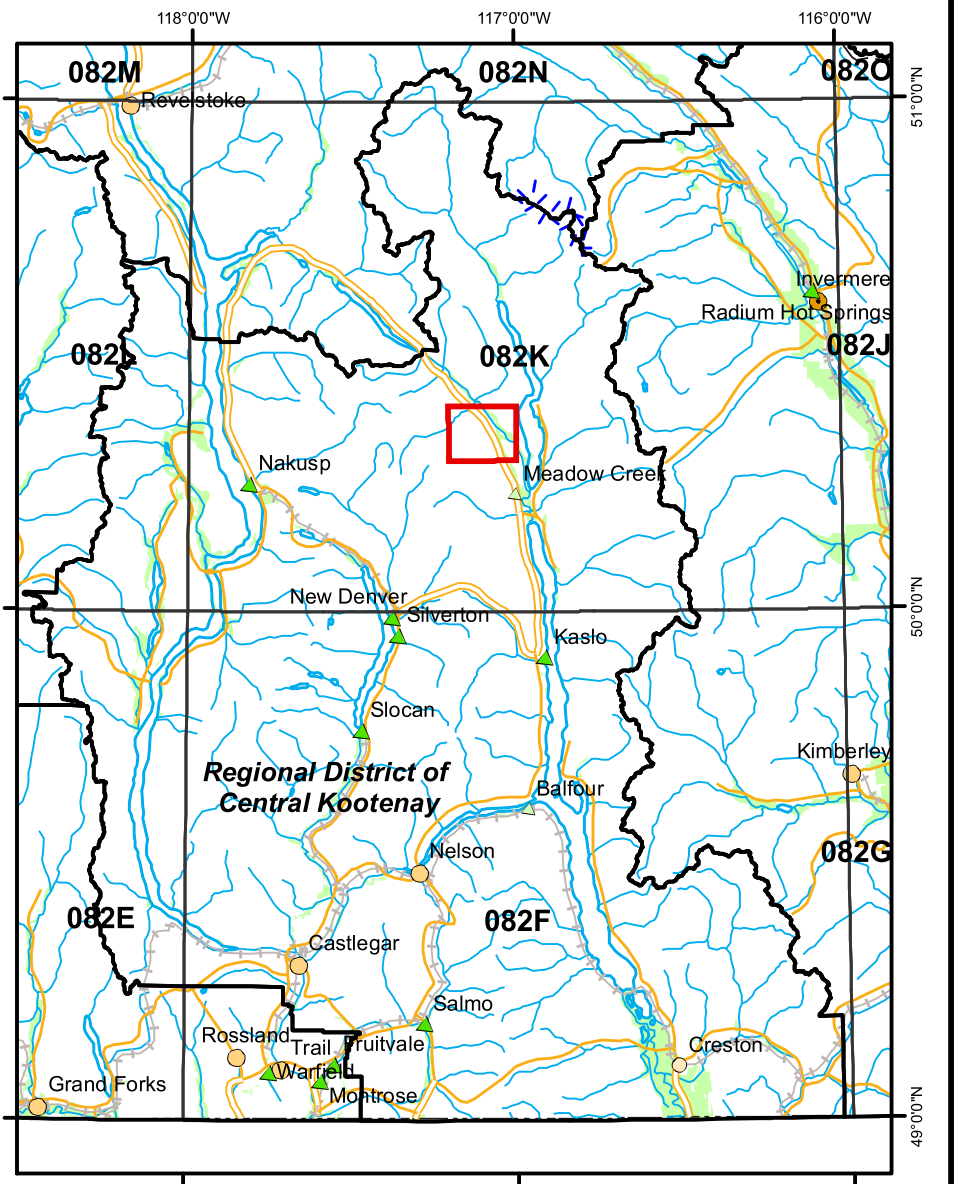 118°0'0"W
117°0'0"W
116°0'0"W
082M
082N
082O
51°0'0"N
Revelstoke
Invermere
Radium Hot Springs
082L
082K
082J
Nakusp
Meadow Creek
New Denver
Silverton
50°0'0"N
Kaslo
Slocan
Kimberley
Regional District of
Central Kootenay
Balfour
Nelson
082G
082E
082F
Castlegar
Salmo
Rossland
Trail
Fruitvale
Creston
Warfield
Grand Forks
Montrose
49°0'0"N